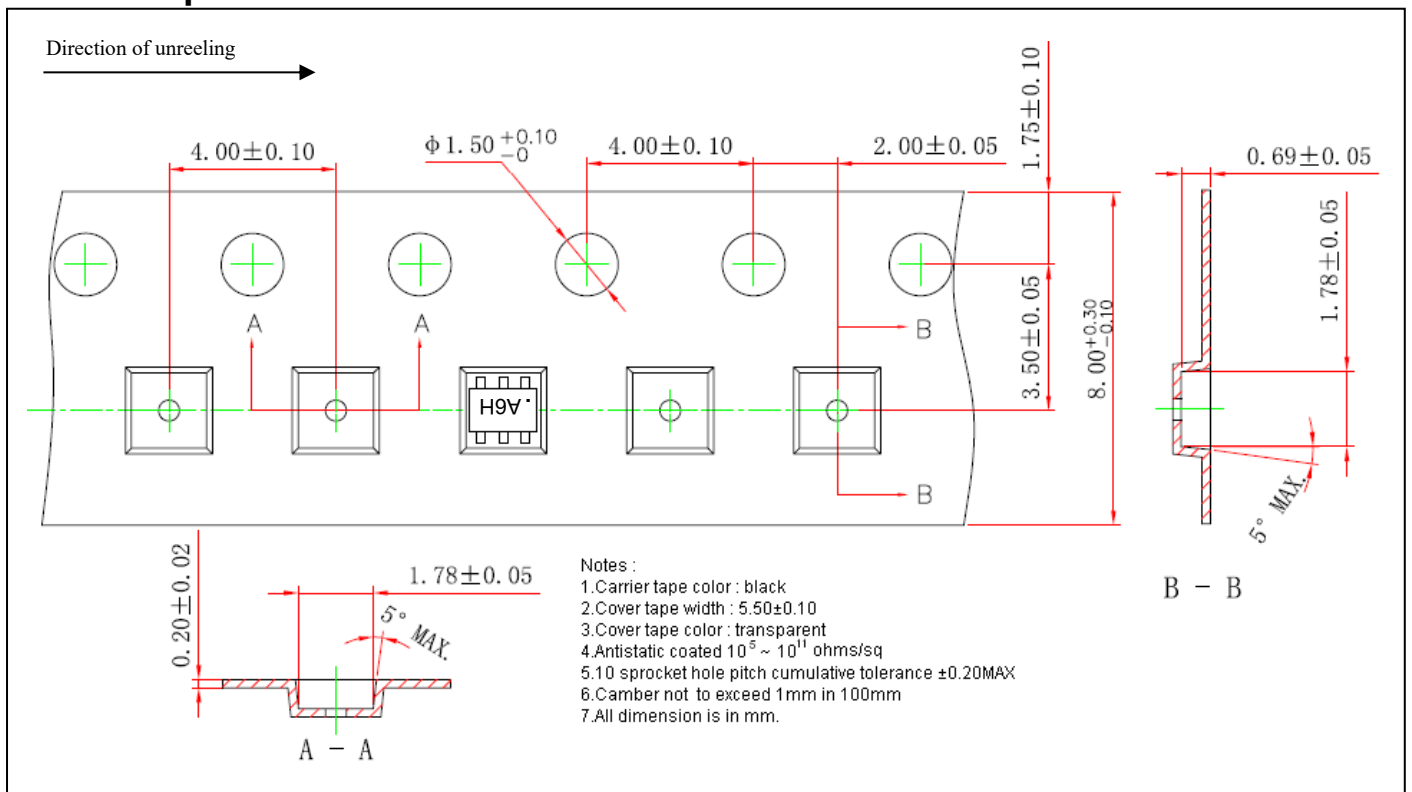 Direction of unreeling
4.00±0.10
Φ1.50 +0.10 -0
4.00±0.10
2.00±0.05
1.75±0.10
0.69±0.05
1.78±0.05
A
A
B
3.50±0.05
8.00+0.30 -0.10
A6H.
B
5° MAX.
0.20±0.02
1.78±0.05
5° MAX.
B - B
A - A
Notes :
1.Carrier tape color : black
2.Cover tape width : 5.50±0.10
3.Cover tape color : transparent
4.Antistatic coated 10⁵ ~ 10¹¹ ohms/sq
5.10 sprocket hole pitch cumulative tolerance ±0.20MAX
6.Camber not to exceed 1mm in 100mm
7.All dimension is in mm.